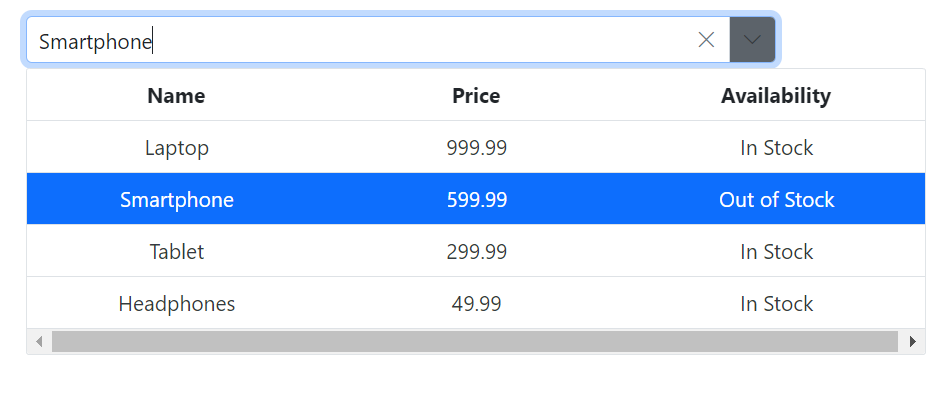 Smartphone
Name Price Availability
Laptop 999.99 In Stock
Smartphone 599.99 Out of Stock
Tablet 299.99 In Stock
Headphones 49.99 In Stock